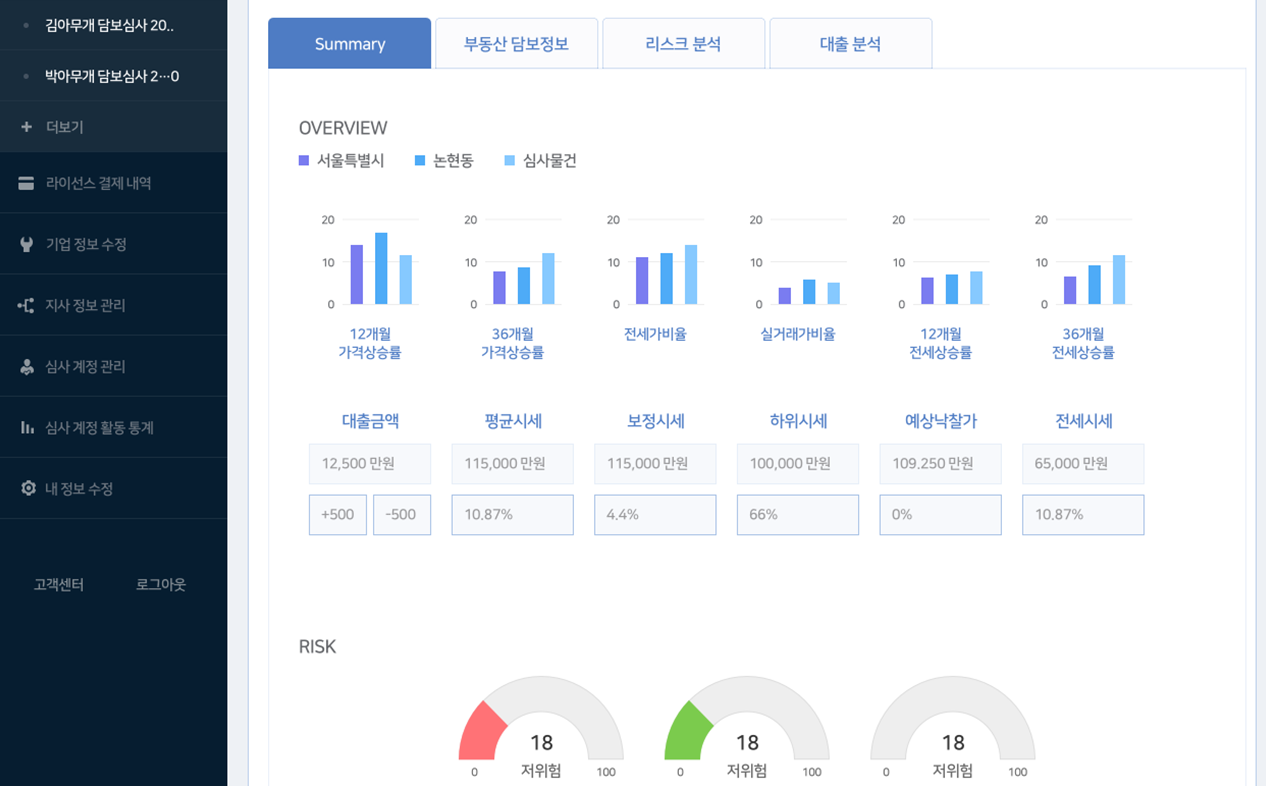 김아무개 담보심사 20..
박아무개 담보심사 2…0
+ 더보기
라이선스 결제 내역
기업 정보 수정
지사 정보 관리
심사 계정 관리
심사 계정 활동 통계
내 정보 수정
고객센터 로그아웃
Summary 부동산 담보정보 리스크 분석 대출 분석
OVERVIEW
서울특별시 논현동 심사물건
20 20 20 20 20 20
10 10 10 10 10 10
0 0 0 0 0 0
12개월 36개월 전세가비율 실거래가비율 12개월 36개월
가격상승률 가격상승률 전세상승률 전세상승률
대출금액 평균시세 보정시세 하위시세 예상낙찰가 전세시세
12,500 만원 115,000 만원 115,000 만원 100,000 만원 109.250 만원 65,000 만원
+500 -500 10.87% 4.4% 66% 0% 10.87%
RISK
18 18 18
0 저위험 100 0 저위험 100 0 저위험 100